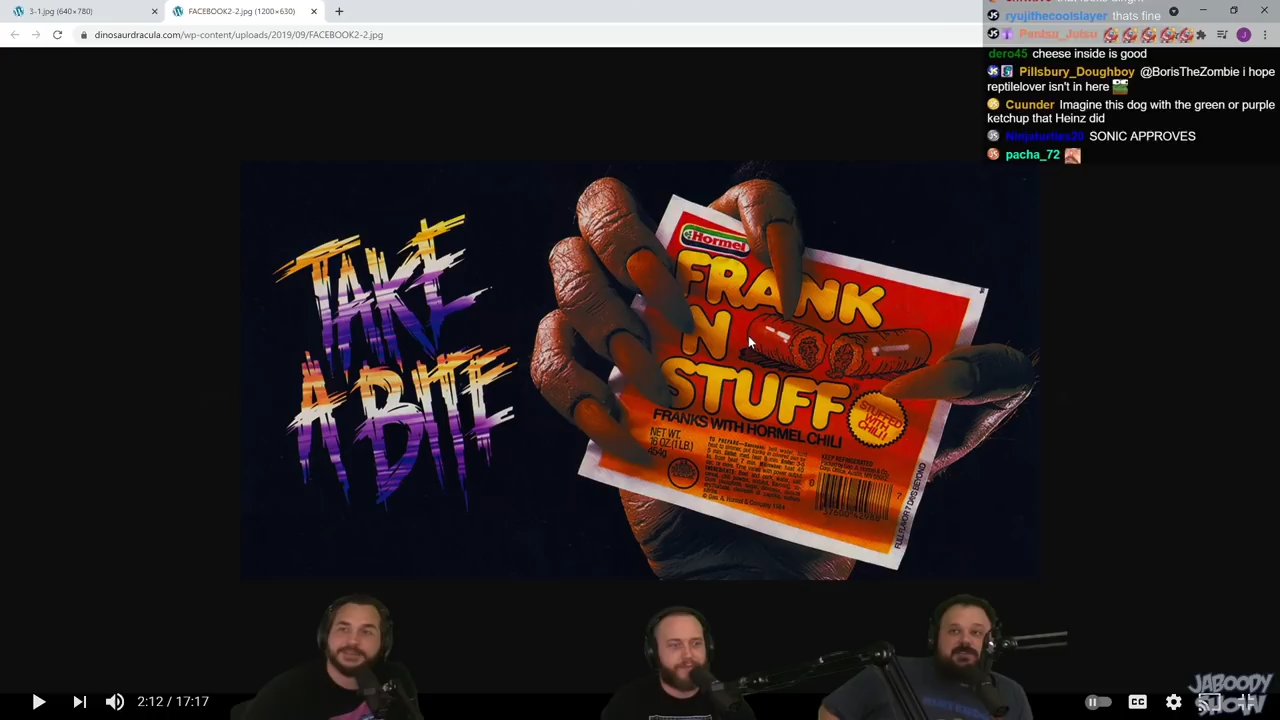 3-1.jpg (640×780)
FACEBOOK2-2.jpg (1200×630)
dinosaurdracula.com/wp-content/uploads/2019/09/FACEBOOK2-2.jpg
ryujithecoolslayer thats fine
Pantsu_Jutsu
dero45 cheese inside is good
Pillsbury_Doughboy @BorisTheZombie i hope
reptilelover isn't in here
Cuunder Imagine this dog with the green or purple
ketchup that Heinz did
Ninjaturtles20 SONIC APPROVES
pacha_72
TAKE
A BITE
Hormel
FRANK
'N
STUFF
FRANKS WITH HORMEL CHILI
STUFFED
WITH
CHILI!
NET WT.
16 OZ (1 LB.)
454g
KEEP REFRIGERATED
2:12 / 17:17
CC
JABOODY
SHOW